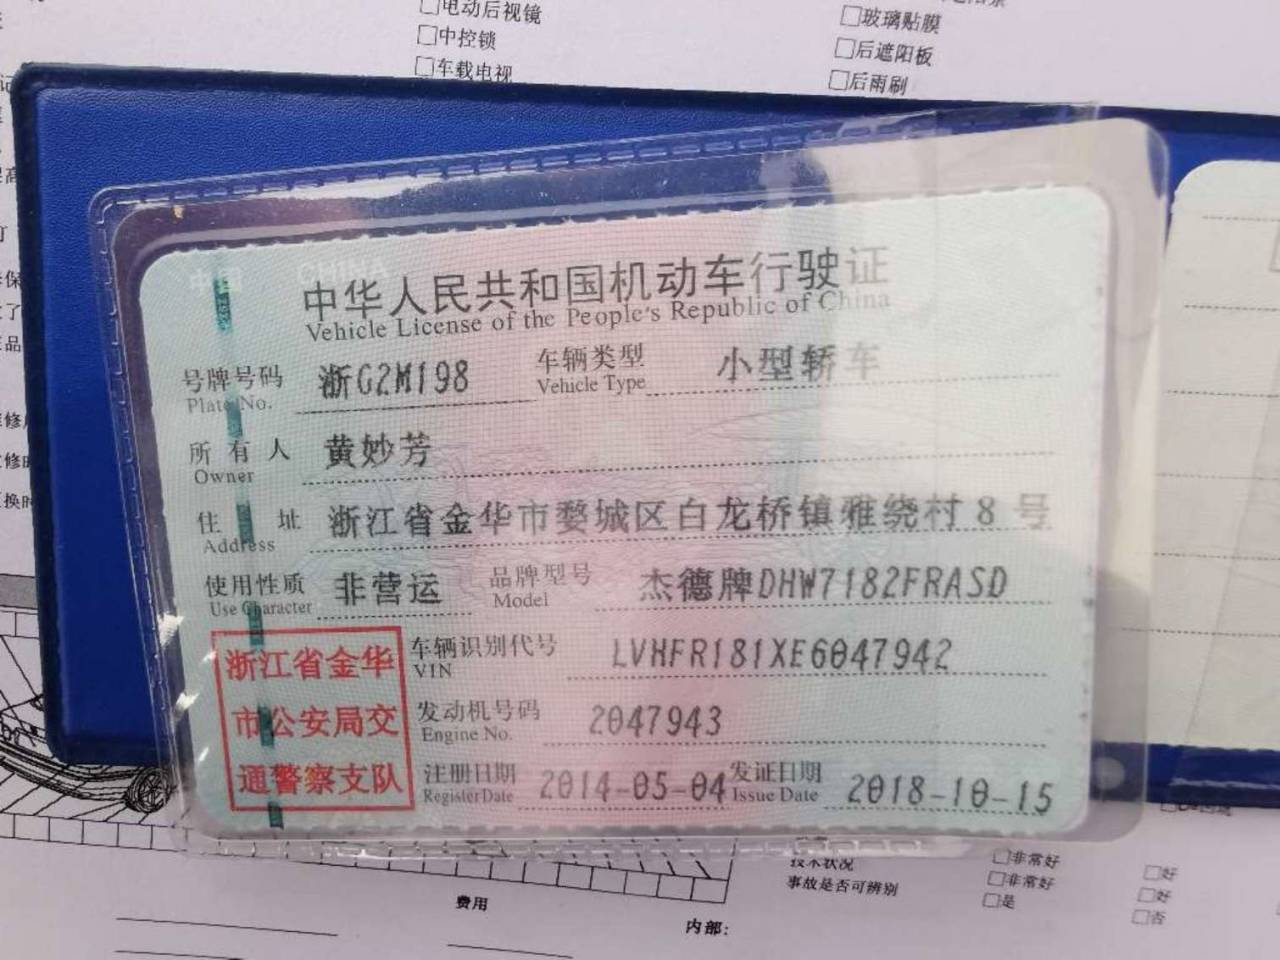 □电动后视镜
□玻璃贴膜
□中控锁
□后遮阳板
□车载电视
□后雨刷
中华人民共和国机动车行驶证
Vehicle License of the People's Republic of China
号牌号码 浙G2M198 车辆类型 小型轿车
Plate No. Vehicle Type
所有人 黄妙芳
Owner
住址 浙江省金华市婺城区白龙桥镇雅绕村8号
Address
使用性质 非营运 品牌型号 杰德牌DHW7182FRASD
Use Character Model
浙江省金华
市公安局交
通警察支队
车辆识别代号 LVHFR181XE6047942
VIN
发动机号码 2047943
Engine No.
注册日期 2014-05-04 发证日期 2018-10-15
Register Date Issue Date
技术状况 □非常好 □好
事故是否可辨别 □非常好 □好
□是 □否
费用
内部: